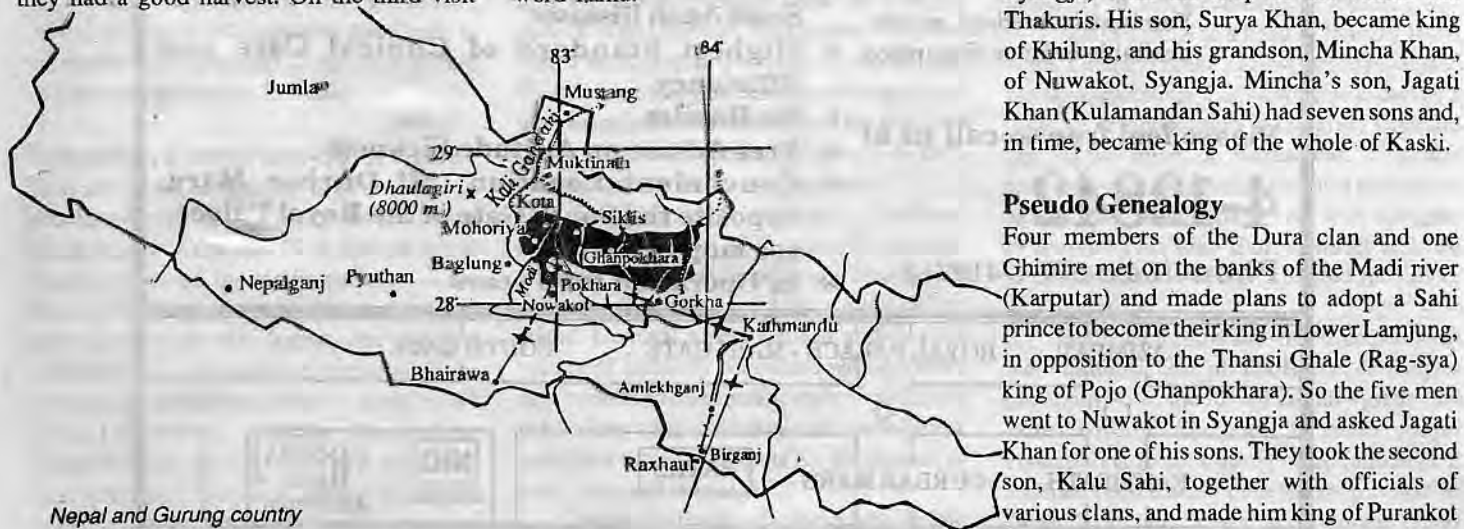 they had a good harvest. On the third visit
Thakuris. His son, Surya Khan, became king
of Khilung, and his grandson, Mincha Khan,
of Nuwakot, Syangja. Mincha's son, Jagati
Khan (Kulamandan Sahi) had seven sons and,
in time, became king of the whole of Kaski.
Pseudo Genealogy
Four members of the Dura clan and one
Ghimire met on the banks of the Madi river
(Karputar) and made plans to adopt a Sahi
prince to become their king in Lower Lamjung,
in opposition to the Thansi Ghale (Rag-sya)
king of Pojo (Ghanpokhara). So the five men
went to Nuwakot in Syangja and asked Jagati
Khan for one of his sons. They took the second
son, Kalu Sahi, together with officials of
various clans, and made him king of Purankot
83°
84°
Jumla
Mustang
Kali Gandaki
29°
Muktinath
Dhaulagiri
(8000 m.)
Kota
Siklis
Mohoriya
Ghanpokhara
Baglung
Modi
Nepalganj
Pyuthan
Pokhara
28°
Nowakot
Gorkha
Kathmandu
Bhairawa
Amlekhganj
Raxhaul
Birganj
Nepal and Gurung country